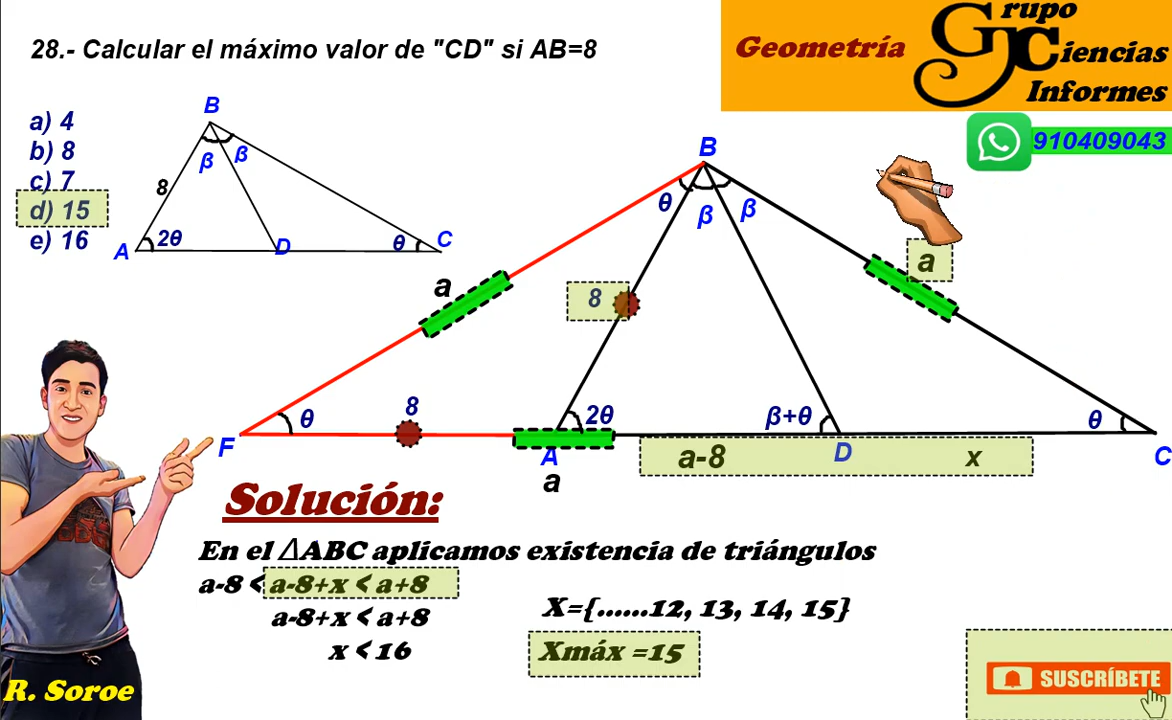 28.- Calcular el máximo valor de "CD" si AB=8
Geometría
Grupo
Ciencias
Informes
910409043
a) 4
b) 8
c) 7
d) 15
e) 16
B
β β
8
A 2θ D θ C
B
θ β β
a
8
a
F θ 8 2θ β+θ θ
A a-8 D x C
a
Solución:
En el △ABC aplicamos existencia de triángulos
a-8 < a-8+x < a+8
a-8+x < a+8
x < 16
X={......12, 13, 14, 15}
Xmáx =15
R. Soroe
SUSCRÍBETE